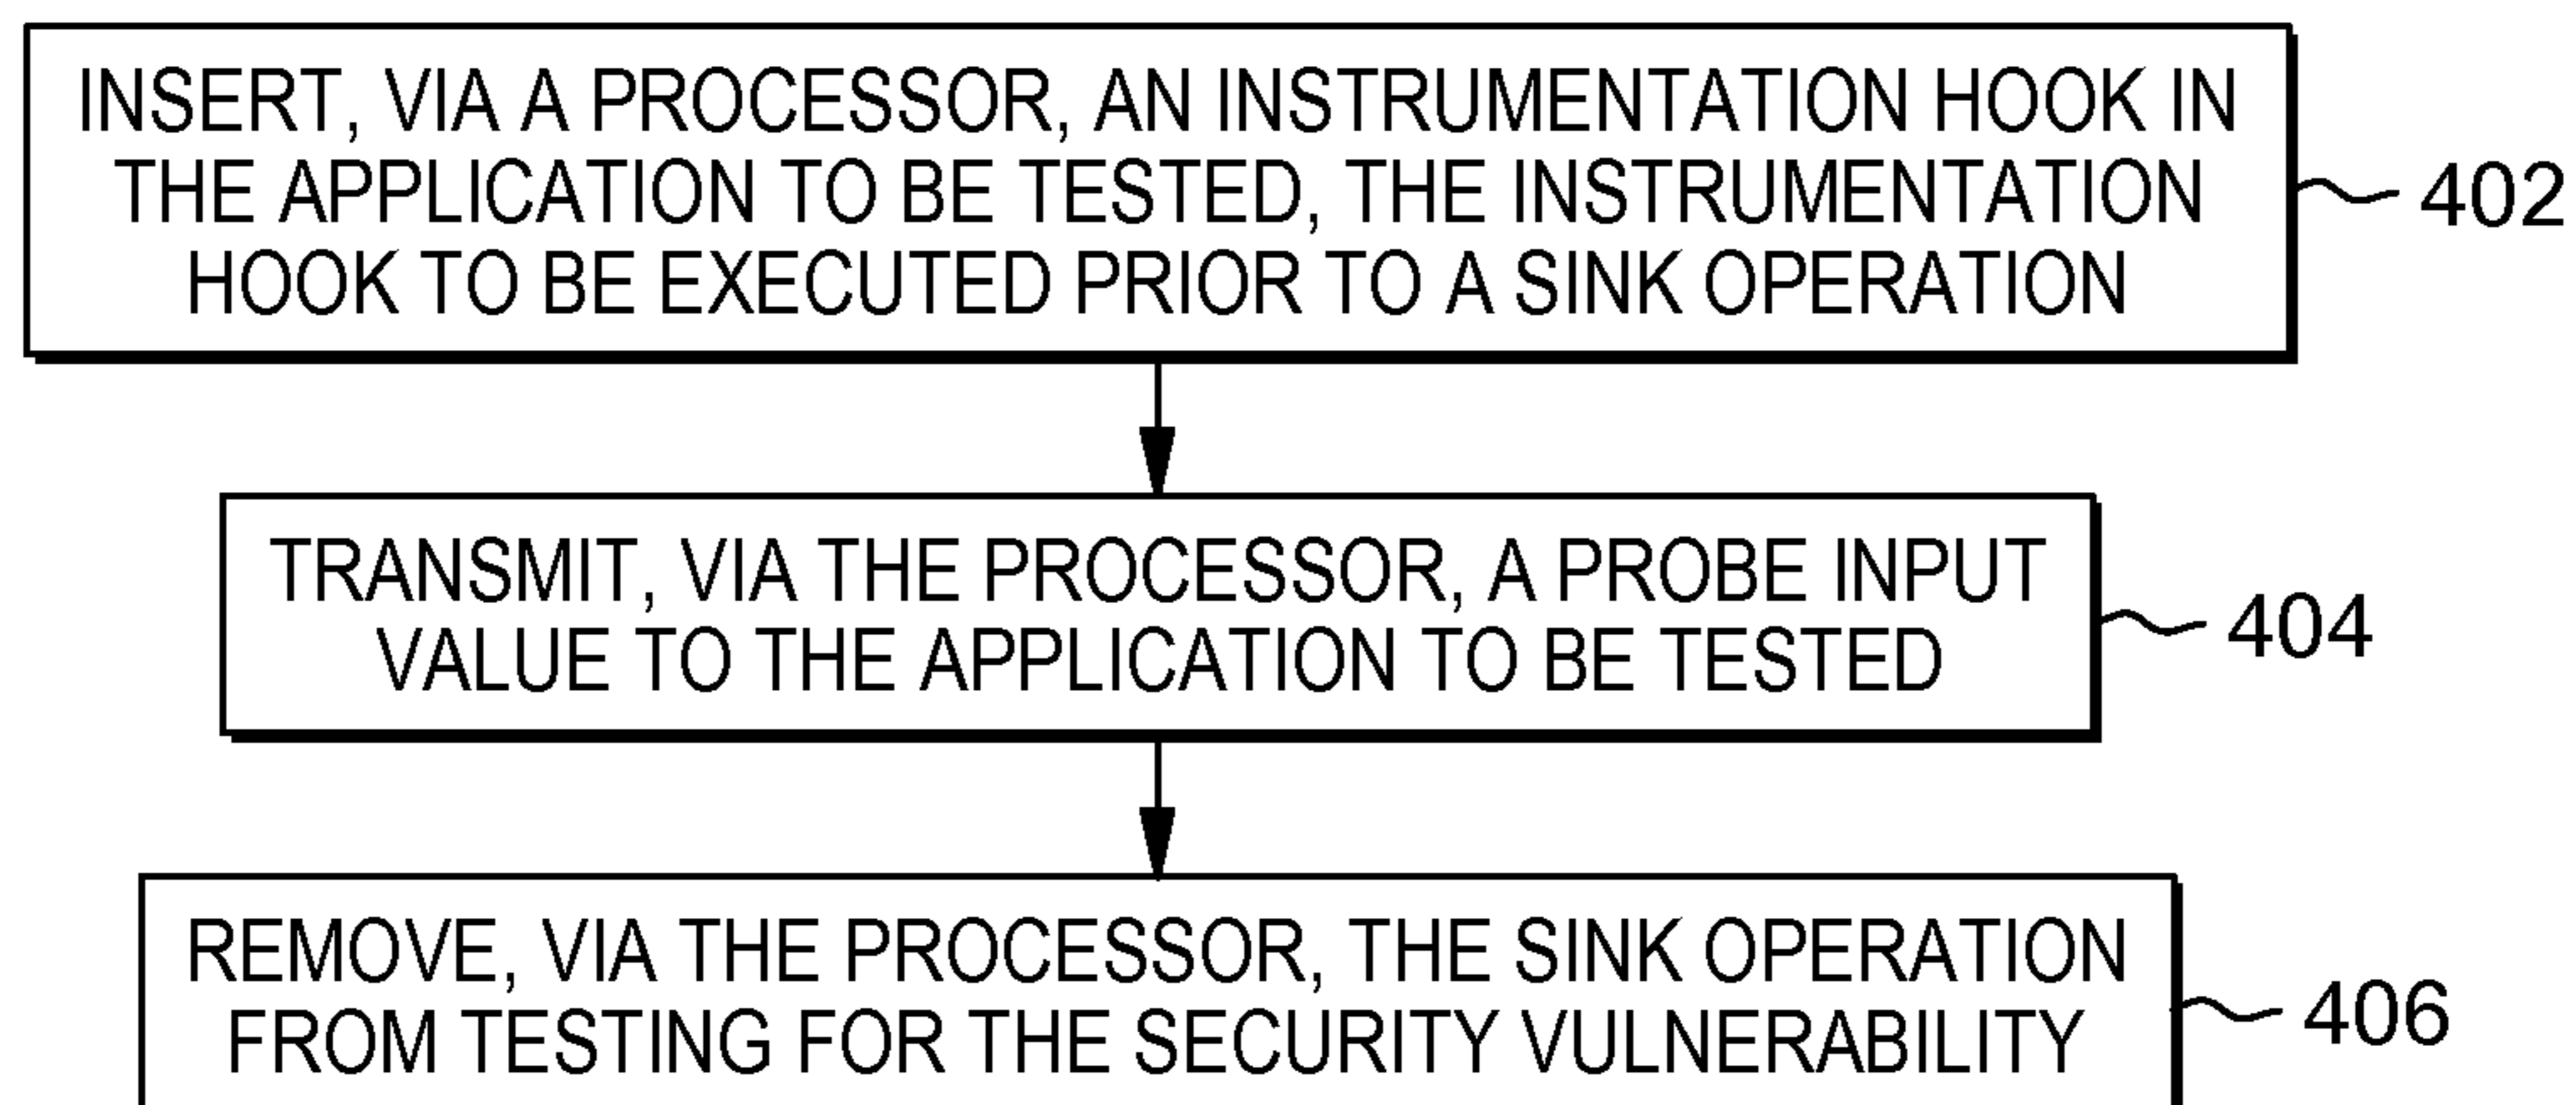 INSERT, VIA A PROCESSOR, AN INSTRUMENTATION HOOK IN
THE APPLICATION TO BE TESTED, THE INSTRUMENTATION
HOOK TO BE EXECUTED PRIOR TO A SINK OPERATION
402
TRANSMIT, VIA THE PROCESSOR, A PROBE INPUT
VALUE TO THE APPLICATION TO BE TESTED
404
REMOVE, VIA THE PROCESSOR, THE SINK OPERATION
FROM TESTING FOR THE SECURITY VULNERABILITY
406